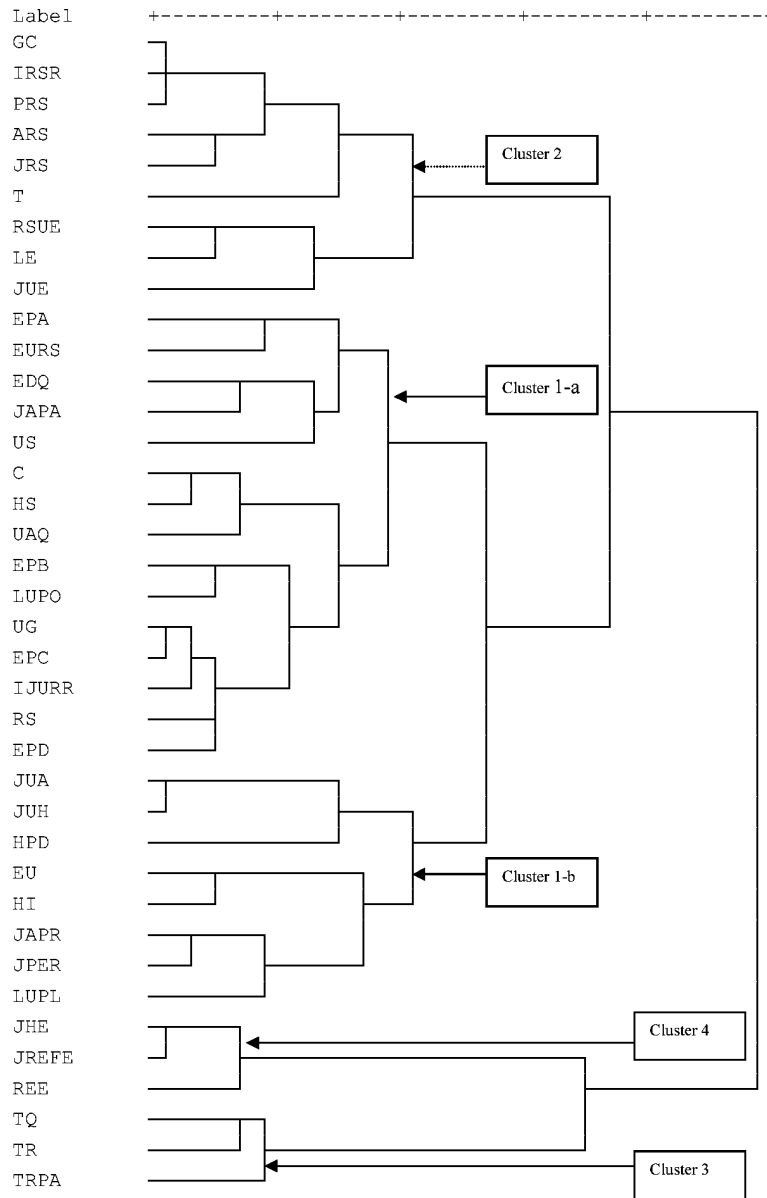 Label
GC
IRSR
PRS
ARS
JRS
Cluster 2
T
RSUE
LE
JUE
EPA
EURS
EDQ
Cluster 1-a
JAPA
US
C
HS
UAQ
EPB
LUPO
UG
EPC
IJURR
RS
EPD
JUA
JUH
HPD
EU
Cluster 1-b
HI
JAPR
JPER
LUPL
JHE
Cluster 4
JREFE
REE
TQ
TR
Cluster 3
TRPA